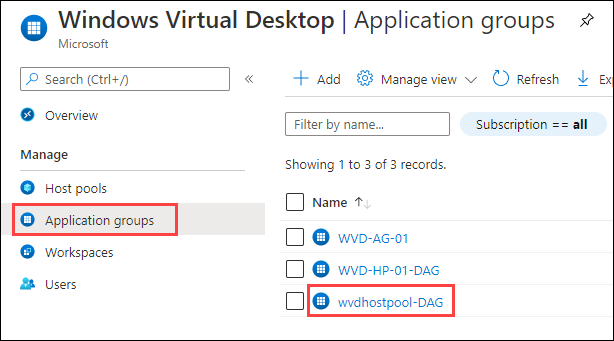 Windows Virtual Desktop | Application groups
Microsoft
Search (Ctrl+/)
«
Overview
Manage
Host pools
Application groups
Workspaces
Users
+ Add Manage view Refresh Ex
Filter by name...
Subscription == all
Showing 1 to 3 of 3 records.
Name ↑↓
WVD-AG-01
WVD-HP-01-DAG
wvdhostpool-DAG